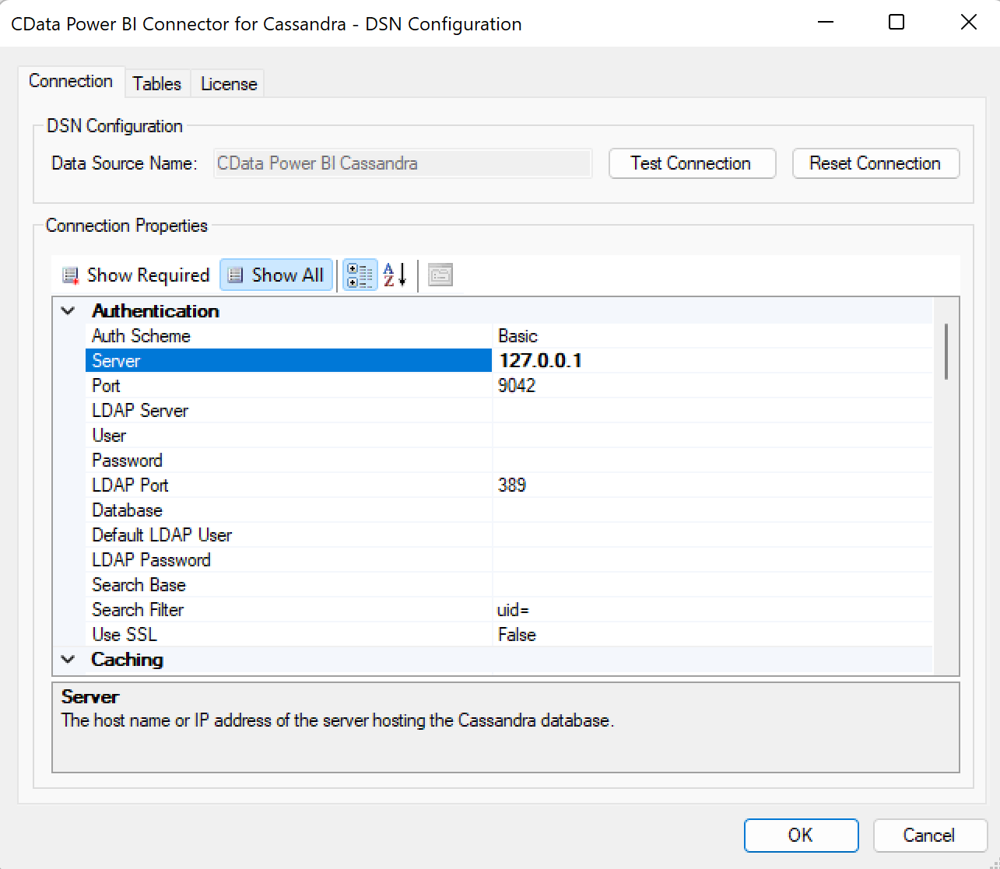 CData Power BI Connector for Cassandra - DSN Configuration
Connection Tables License
DSN Configuration
Data Source Name: CData Power BI Cassandra Test Connection Reset Connection
Connection Properties
Show Required Show All A Z
Authentication
Auth Scheme Basic
Server 127.0.0.1
Port 9042
LDAP Server
User
Password
LDAP Port 389
Database
Default LDAP User
LDAP Password
Search Base
Search Filter uid=
Use SSL False
Caching
Server
The host name or IP address of the server hosting the Cassandra database.
OK Cancel